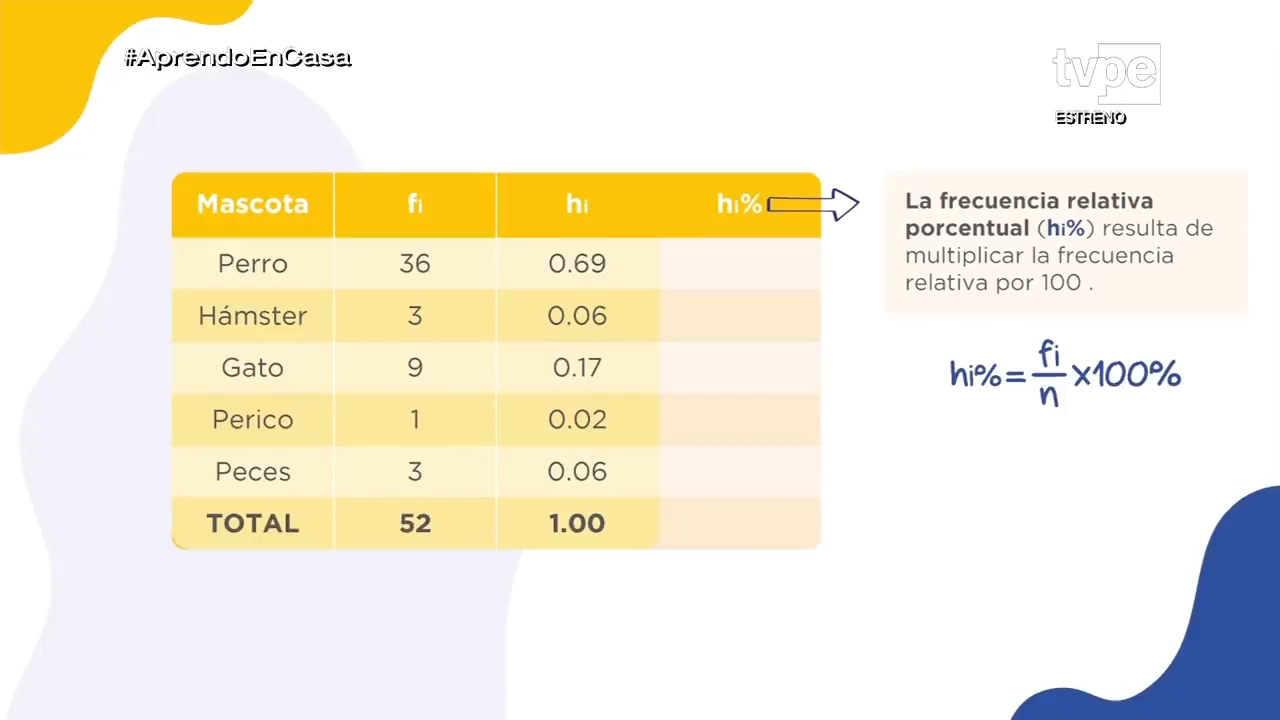 #AprendoEnCasa
tvpe
ESTRENO
Mascota fi hi hi%
Perro 36 0.69
Hámster 3 0.06
Gato 9 0.17
Perico 1 0.02
Peces 3 0.06
TOTAL 52 1.00
La frecuencia relativa
porcentual (hi%) resulta de
multiplicar la frecuencia
relativa por 100 .
hi% = fi/n x100%